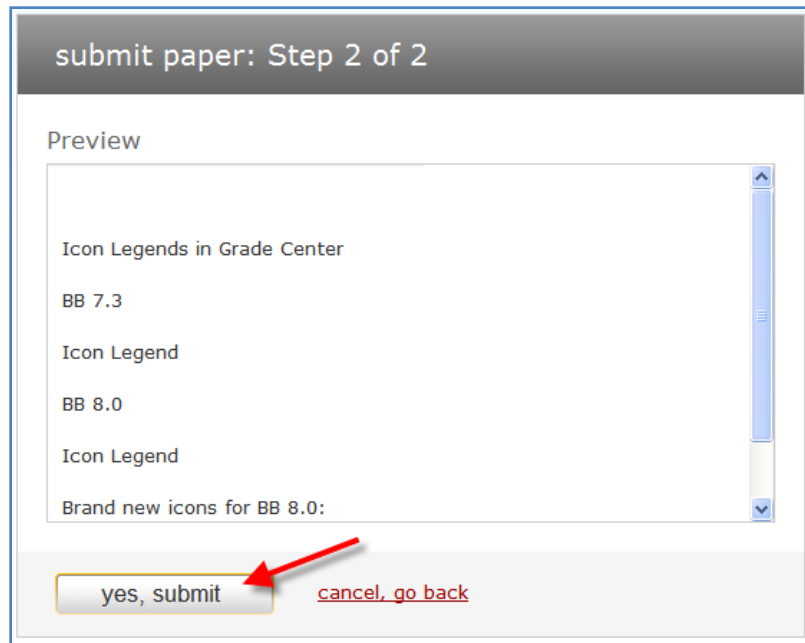 submit paper: Step 2 of 2
Preview
Icon Legends in Grade Center
BB 7.3
Icon Legend
BB 8.0
Icon Legend
Brand new icons for BB 8.0:
yes, submit
cancel, go back